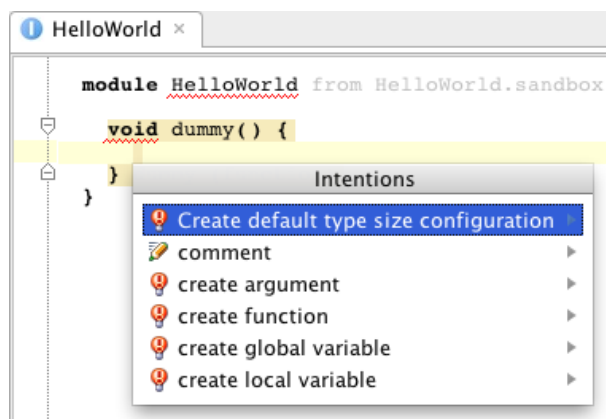 HelloWorld
module HelloWorld from HelloWorld.sandbox
void dummy() {
}
}
Intentions
Create default type size configuration
comment
create argument
create function
create global variable
create local variable